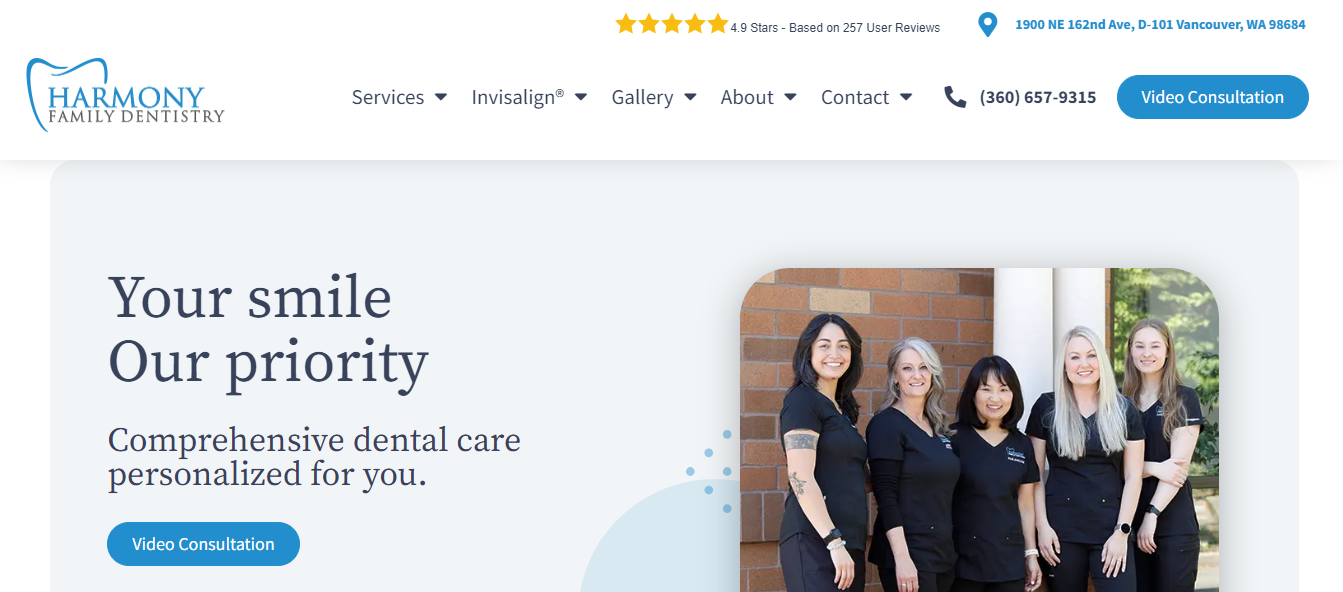 4.9 Stars - Based on 257 User Reviews
1900 NE 162nd Ave, D-101 Vancouver, WA 98684
HARMONY
FAMILY DENTISTRY
Services
Invisalign®
Gallery
About
Contact
(360) 657-9315
Video Consultation
Your smile
Our priority
Comprehensive dental care
personalized for you.
Video Consultation